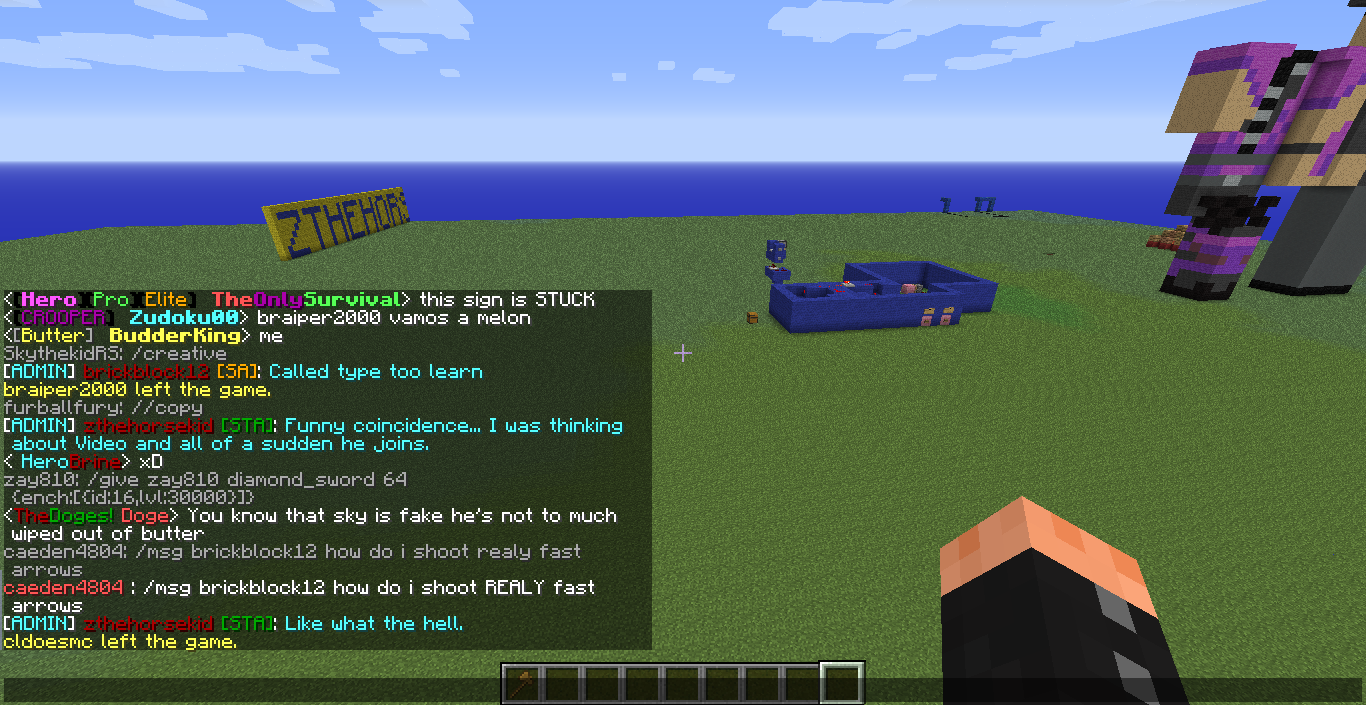 ZTHEHORS
<[Hero][Pro][Elite] TheOnlySurvival> this sign is STUCK
<[CROOPER] Zudoku00> braiper2000 vamos a melon
<[Butter] BudderKing> me
SkythekidRS: /creative
[ADMIN] brickblock12 [SA]: Called type too learn
braiper2000 left the game.
furballfury: //copy
[ADMIN] zthehorsekid [STA]: Funny coincidence... I was thinking
about Video and all of a sudden he joins.
< HeroBrine> xD
zay810: /give zay810 diamond_sword 64
{ench:[{id:16,lvl:30000}]}
<TheDoges! Doge> You know that sky is fake he's not to much
wiped out of butter
caeden4804: /msg brickblock12 how do i shoot realy fast
arrows
caeden4804 : /msg brickblock12 how do i shoot REALY fast
arrows
[ADMIN] zthehorsekid [STA]: Like what the hell.
cldoesmc left the game.